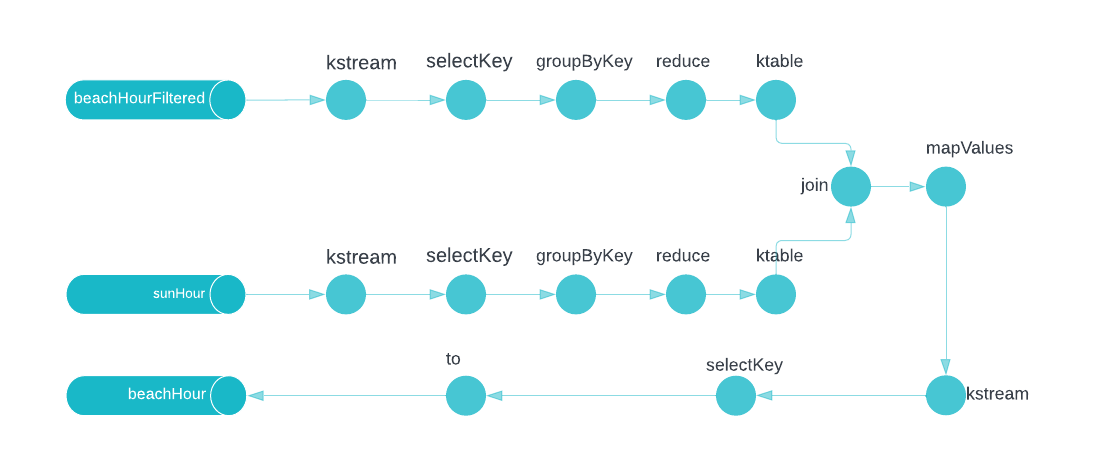 kstream
selectKey
groupByKey
reduce
ktable
beachHourFiltered
mapValues
join
kstream
selectKey
groupByKey
reduce
ktable
sunHour
to
selectKey
beachHour
kstream